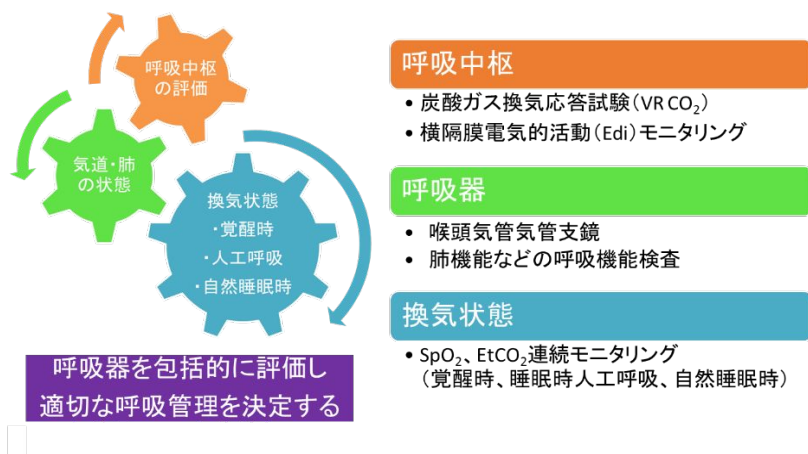 呼吸中枢
の評価
気道・肺
の状態
換気状態
・覚醒時
・人工呼吸
・自然睡眠時
呼吸器を包括的に評価し
適切な呼吸管理を決定する
呼吸中枢
• 炭酸ガス換気応答試験（VR CO₂）
• 横隔膜電気的活動（Edi）モニタリング
呼吸器
• 喉頭気管気管支鏡
• 肺機能などの呼吸機能検査
換気状態
• SpO₂、EtCO₂連続モニタリング
（覚醒時、睡眠時人工呼吸、自然睡眠時）